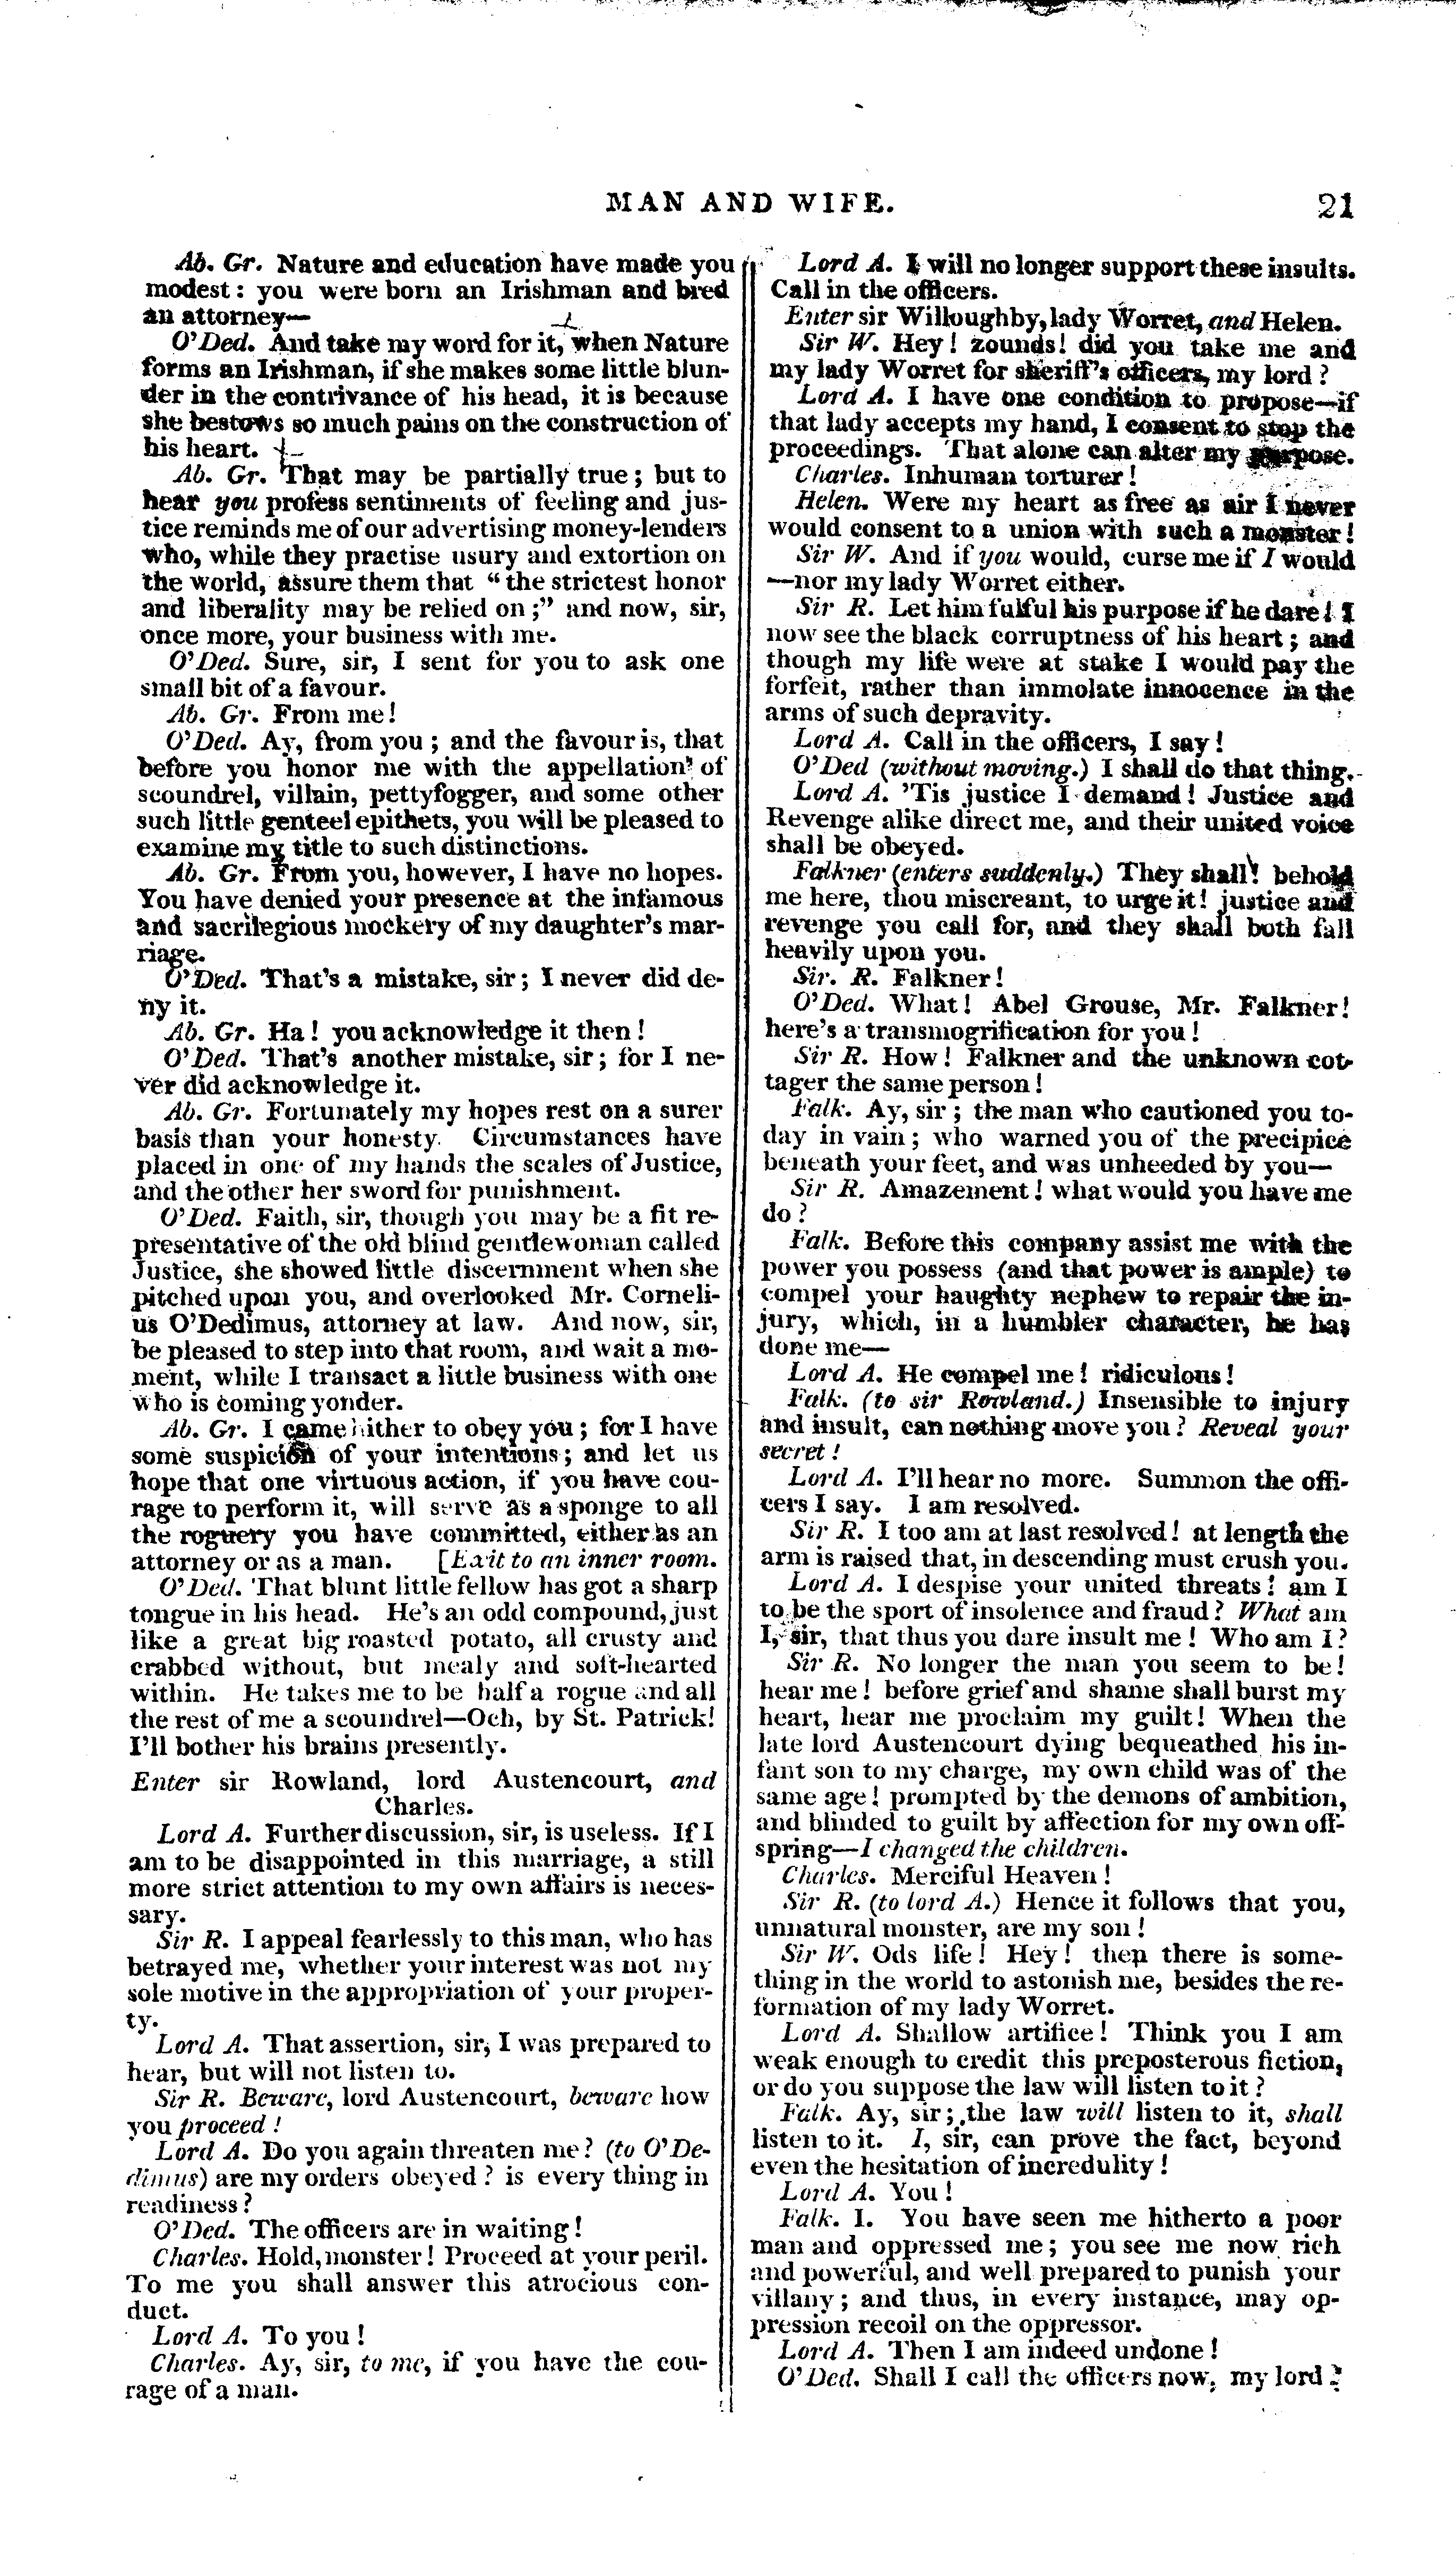 MAN AND WIFE.
21
Ab. Gr. Nature and education have made you
modest: you were born an Irishman and bred
an attorney—
O'Ded. And take my word for it, when Nature
forms an Irishman, if she makes some little blun-
der in the contrivance of his head, it is because
she bestows so much pains on the construction of
his heart.
Ab. Gr. That may be partially true; but to
hear you profess sentiments of feeling and jus-
tice reminds me of our advertising money-lenders
who, while they practise usury and extortion on
the world, assure them that "the strictest honor
and liberality may be relied on;" and now, sir,
once more, your business with me.
O'Ded. Sure, sir, I sent for you to ask one
small bit of a favour.
Ab. Gr. From me!
O'Ded. Ay, from you; and the favour is, that
before you honor me with the appellation of
scoundrel, villain, pettyfogger, and some other
such little genteel epithets, you will be pleased to
examine my title to such distinctions.
Ab. Gr. From you, however, I have no hopes.
You have denied your presence at the infamous
and sacrilegious mockery of my daughter's mar-
riage.
O'Ded. That's a mistake, sir; I never did de-
ny it.
Ab. Gr. Ha! you acknowledge it then!
O'Ded. That's another mistake, sir; for I ne-
ver did acknowledge it.
Ab. Gr. Fortunately my hopes rest on a surer
basis than your honesty. Circumstances have
placed in one of my hands the scales of Justice,
and the other her sword for punishment.
O'Ded. Faith, sir, though you may be a fit re-
presentative of the old blind gentlewoman called
Justice, she showed little discernment when she
pitched upon you, and overlooked Mr. Corneli-
us O'Dedimus, attorney at law. And now, sir,
be pleased to step into that room, and wait a mo-
ment, while I transact a little business with one
who is coming yonder.
Ab. Gr. I came hither to obey you; for I have
some suspicion of your intentions; and let us
hope that one virtuous action, if you have cou-
rage to perform it, will serve as a sponge to all
the roguery you have committed, either as an
attorney or as a man. [Exit to an inner room.
O'Ded. That blunt little fellow has got a sharp
tongue in his head. He's an odd compound, just
like a great big roasted potato, all crusty and
crabbed without, but mealy and soft-hearted
within. He takes me to be half a rogue and all
the rest of me a scoundrel—Och, by St. Patrick!
I'll bother his brains presently.
Enter sir Rowland, lord Austencourt, and
Charles.
Lord A. Further discussion, sir, is useless. If I
am to be disappointed in this marriage, a still
more strict attention to my own affairs is neces-
sary.
Sir R. I appeal fearlessly to this man, who has
betrayed me, whether your interest was not my
sole motive in the appropriation of your proper-
ty.
Lord A. That assertion, sir, I was prepared to
hear, but will not listen to.
Sir R. Beware, lord Austencourt, beware how
you proceed!
Lord A. Do you again threaten me? (to O'De-
dimus) are my orders obeyed? is every thing in
readiness?
O'Ded. The officers are in waiting!
Charles. Hold, monster! Proceed at your peril.
To me you shall answer this atrocious con-
duct.
Lord A. To you!
Charles. Ay, sir, to me, if you have the cou-
rage of a man.
Lord A. I will no longer support these insults.
Call in the officers.
Enter sir Willoughby, lady Worret, and Helen.
Sir W. Hey! zounds! did you take me and
my lady Worret for sheriff's officers, my lord?
Lord A. I have one condition to propose—if
that lady accepts my hand, I consent to stop the
proceedings. That alone can alter my purpose.
Charles. Inhuman torturer!
Helen. Were my heart as free as air I never
would consent to a union with such a monster!
Sir W. And if you would, curse me if I would
—nor my lady Worret either.
Sir R. Let him fulful his purpose if he dare! I
now see the black corruptness of his heart; and
though my life were at stake I would pay the
forfeit, rather than immolate innocence in the
arms of such depravity.
Lord A. Call in the officers, I say!
O'Ded (without moving.) I shall do that thing.
Lord A. 'Tis justice I demand! Justice and
Revenge alike direct me, and their united voice
shall be obeyed.
Falkner (enters suddenly.) They shall! behold
me here, thou miscreant, to urge it! justice and
revenge you call for, and they shall both fall
heavily upon you.
Sir. R. Falkner!
O'Ded. What! Abel Grouse, Mr. Falkner!
here's a transmogrification for you!
Sir R. How! Falkner and the unknown cot-
tager the same person!
Falk. Ay, sir; the man who cautioned you to-
day in vain; who warned you of the precipice
beneath your feet, and was unheeded by you—
Sir R. Amazement! what would you have me
do?
Falk. Before this company assist me with the
power you possess (and that power is ample) to
compel your haughty nephew to repair the in-
jury, which, in a humbler character, he has
done me—
Lord A. He compel me! ridiculous!
Falk. (to sir Rowland.) Insensible to injury
and insult, can nothing move you? Reveal your
secret!
Lord A. I'll hear no more. Summon the offi-
cers I say. I am resolved.
Sir R. I too am at last resolved! at length the
arm is raised that, in descending must crush you.
Lord A. I despise your united threats! am I
to be the sport of insolence and fraud? What am
I, sir, that thus you dare insult me! Who am I?
Sir R. No longer the man you seem to be!
hear me! before grief and shame shall burst my
heart, hear me proclaim my guilt! When the
late lord Austencourt dying bequeathed his in-
fant son to my charge, my own child was of the
same age! prompted by the demons of ambition,
and blinded to guilt by affection for my own off-
spring—I changed the children.
Charles. Merciful Heaven!
Sir R. (to lord A.) Hence it follows that you,
unnatural monster, are my son!
Sir W. Ods life! Hey! then there is some-
thing in the world to astonish me, besides the re-
formation of my lady Worret.
Lord A. Shallow artifice! Think you I am
weak enough to credit this preposterous fiction,
or do you suppose the law will listen to it?
Falk. Ay, sir; the law will listen to it, shall
listen to it. I, sir, can prove the fact, beyond
even the hesitation of incredulity!
Lord A. You!
Falk. I. You have seen me hitherto a poor
man and oppressed me; you see me now rich
and powerful, and well prepared to punish your
villany; and thus, in every instance, may op-
pression recoil on the oppressor.
Lord A. Then I am indeed undone!
O'Ded. Shall I call the officers now, my lord?